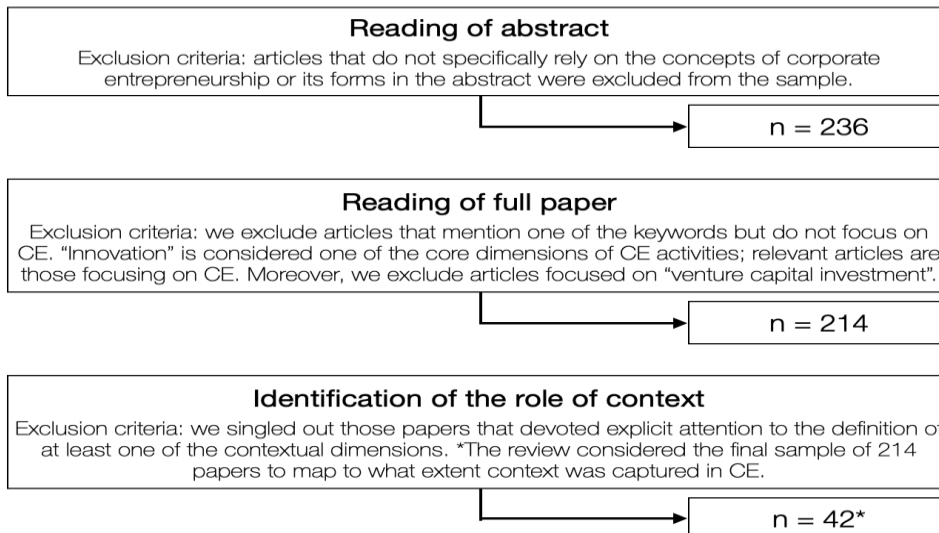 Reading of abstract
Exclusion criteria: articles that do not specifically rely on the concepts of corporate
entrepreneurship or its forms in the abstract were excluded from the sample.
n = 236
Reading of full paper
Exclusion criteria: we exclude articles that mention one of the keywords but do not focus on
CE. “Innovation” is considered one of the core dimensions of CE activities; relevant articles are
those focusing on CE. Moreover, we exclude articles focused on “venture capital investment”.
n = 214
Identification of the role of context
Exclusion criteria: we singled out those papers that devoted explicit attention to the definition of
at least one of the contextual dimensions. *The review considered the final sample of 214
papers to map to what extent context was captured in CE.
n = 42*